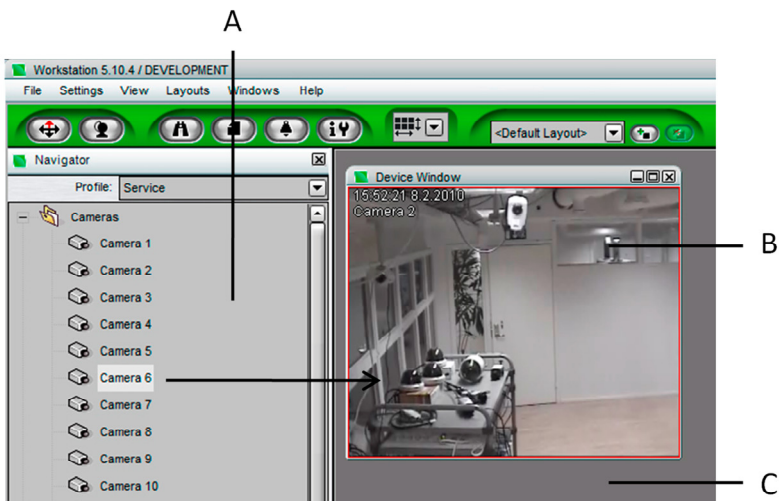 A
Workstation 5.10.4 / DEVELOPMENT
File Settings View Layouts Windows Help
<Default Layout>
Navigator
Device Window
Profile: Service
15:52:21 8.2.2010
Camera 2
Cameras
Camera 1
Camera 2
Camera 3
Camera 4
Camera 5
Camera 6
Camera 7
Camera 8
Camera 9
Camera 10
B
C